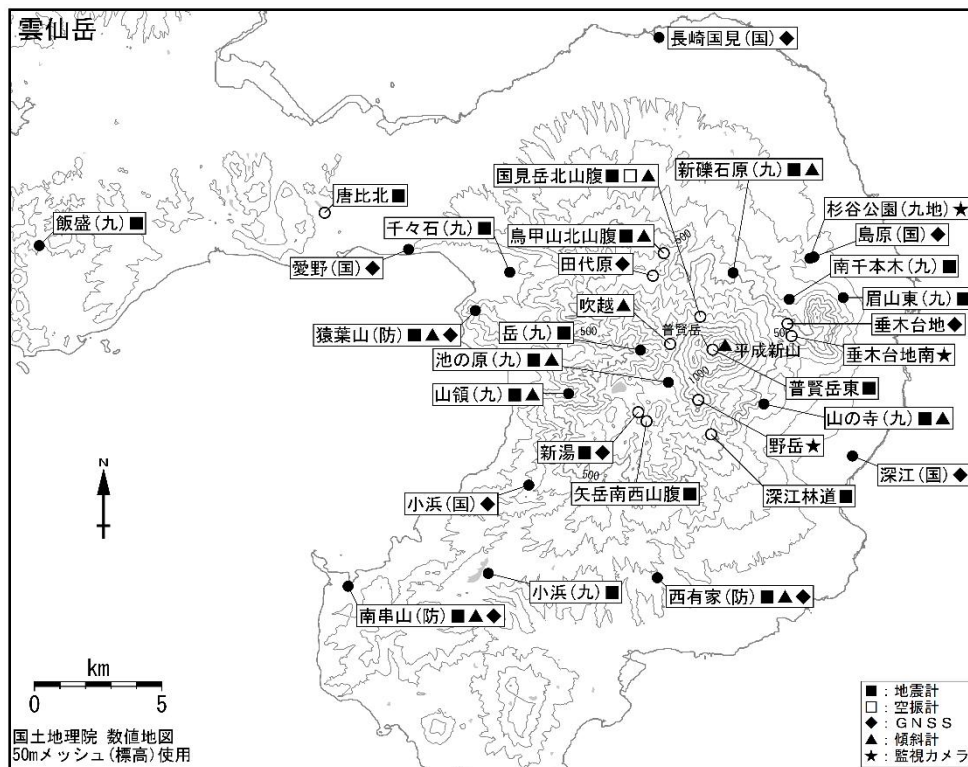 雲仙岳
長崎国見(国)◆
国見岳北山腹■□▲
新礫石原(九)■▲
唐比北■
杉谷公園(九地)★
飯盛(九)■
千々石(九)■
鳥甲山北山腹■▲
500
島原(国)◆
愛野(国)◆
田代原◆
南千本木(九)■
吹越▲
眉山東(九)■
猿葉山(防)■▲◆
岳(九)■
500
普賢岳
500
垂木台地◆
平成新山
垂木台地南★
池の原(九)■▲
1000
山領(九)■▲
普賢岳東■
山の寺(九)■▲
新湯■◆
野岳★
500
深江(国)◆
小浜(国)◆
矢岳南西山腹■
深江林道■
N
小浜(九)■
西有家(防)■▲◆
南串山(防)■▲◆
km
0 5
■：地震計
□：空振計
◆：GNSS
▲：傾斜計
★：監視カメラ
国土地理院 数値地図
50mメッシュ(標高)使用